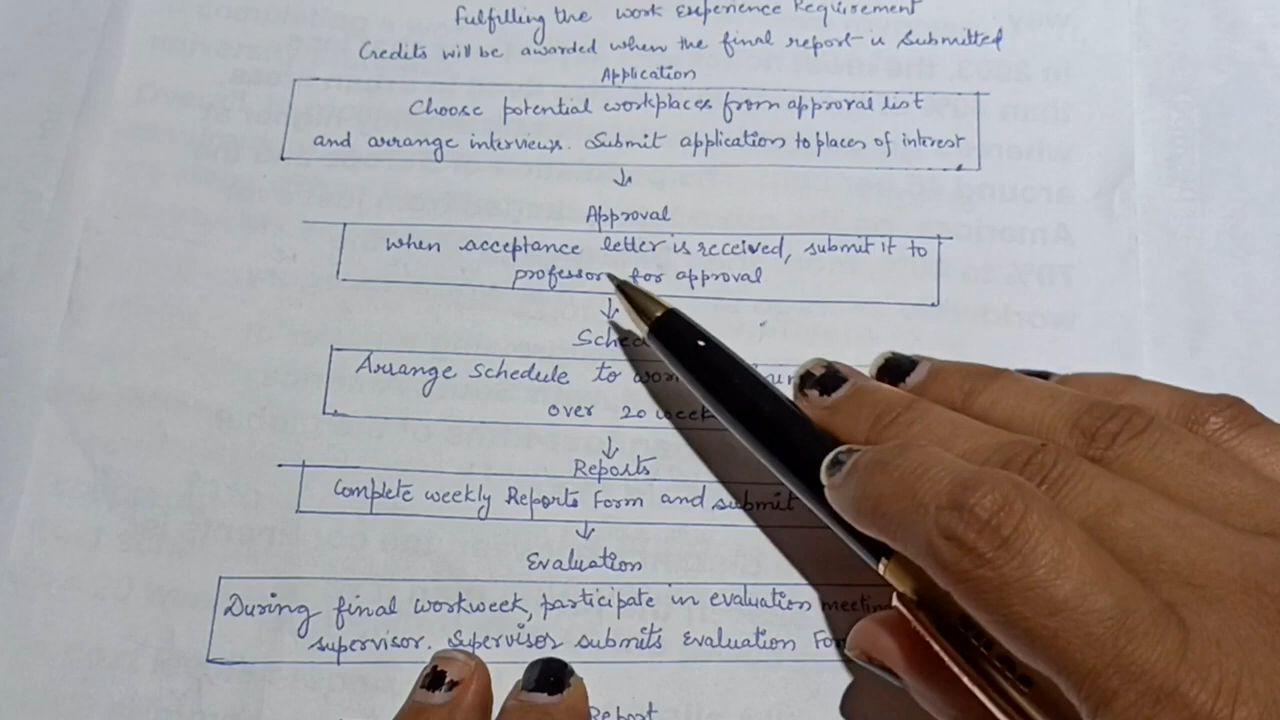 Fulfilling the work Experience Requirement
Credits will be awarded when the final report is Submitted
Application
Choose potential workplaces from approval list
and arrange interviews. Submit application to places of interest
Approval
when acceptance letter is received, submit it to
professor for approval
Arrange Schedule to
over 20 week
Reports
Complete weekly Reports Form and submit
Evaluation
During final workweek, participate in evaluation
supervisor. Supervisor submits Evaluation
Report